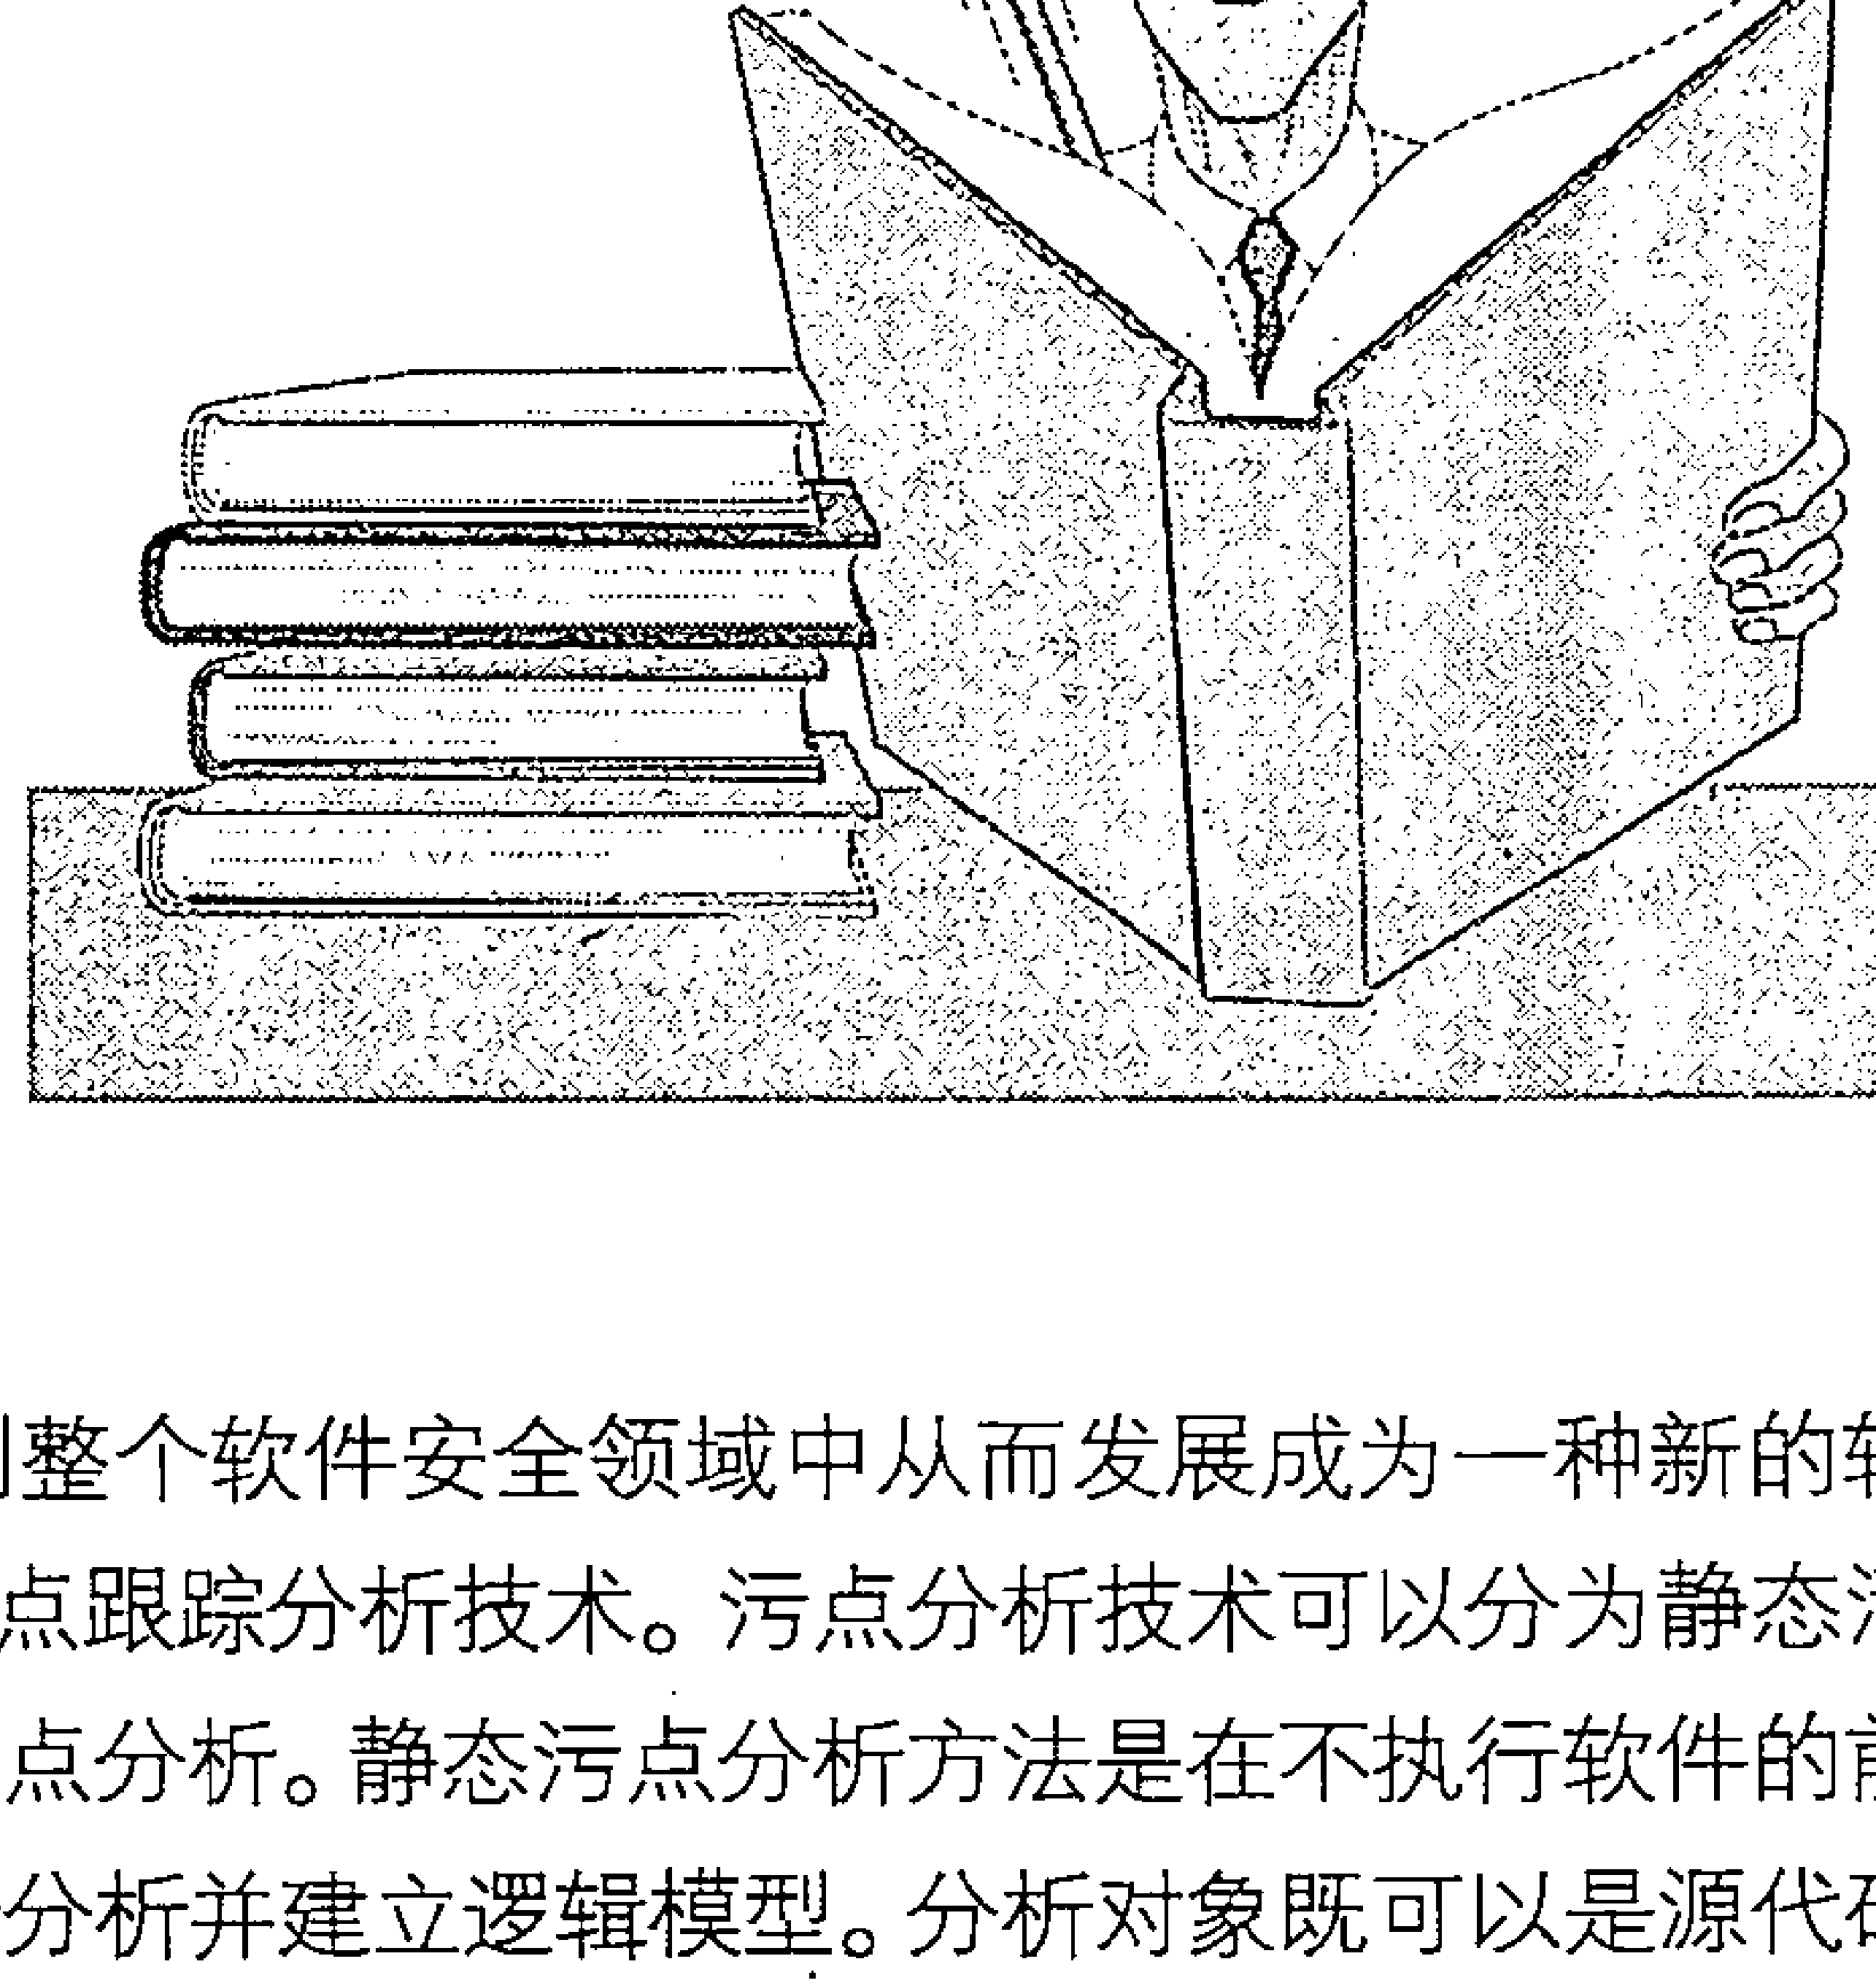 整个软件安全领域中从而发展成为一种新的
点跟踪分析技术。污点分析技术可以分为静态
点分析。静态污点分析方法是在不执行软件的
分析并建立逻辑模型。分析对象既可以是源代